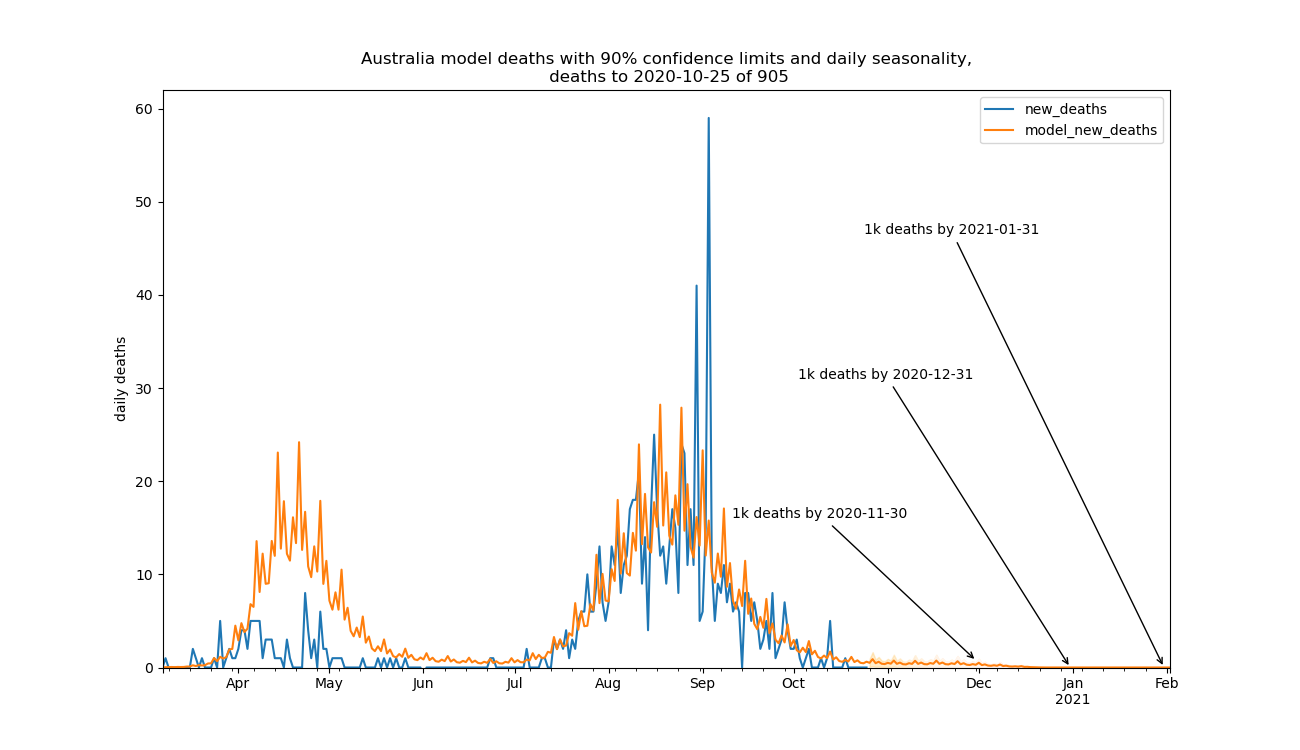 Australia model deaths with 90% confidence limits and daily seasonality,
deaths to 2020-10-25 of 905
new_deaths
model_new_deaths
daily deaths
60
50
40
30
20
10
0
1k deaths by 2021-01-31
1k deaths by 2020-12-31
1k deaths by 2020-11-30
Apr May Jun Jul Aug Sep Oct Nov Dec Jan Feb
2021